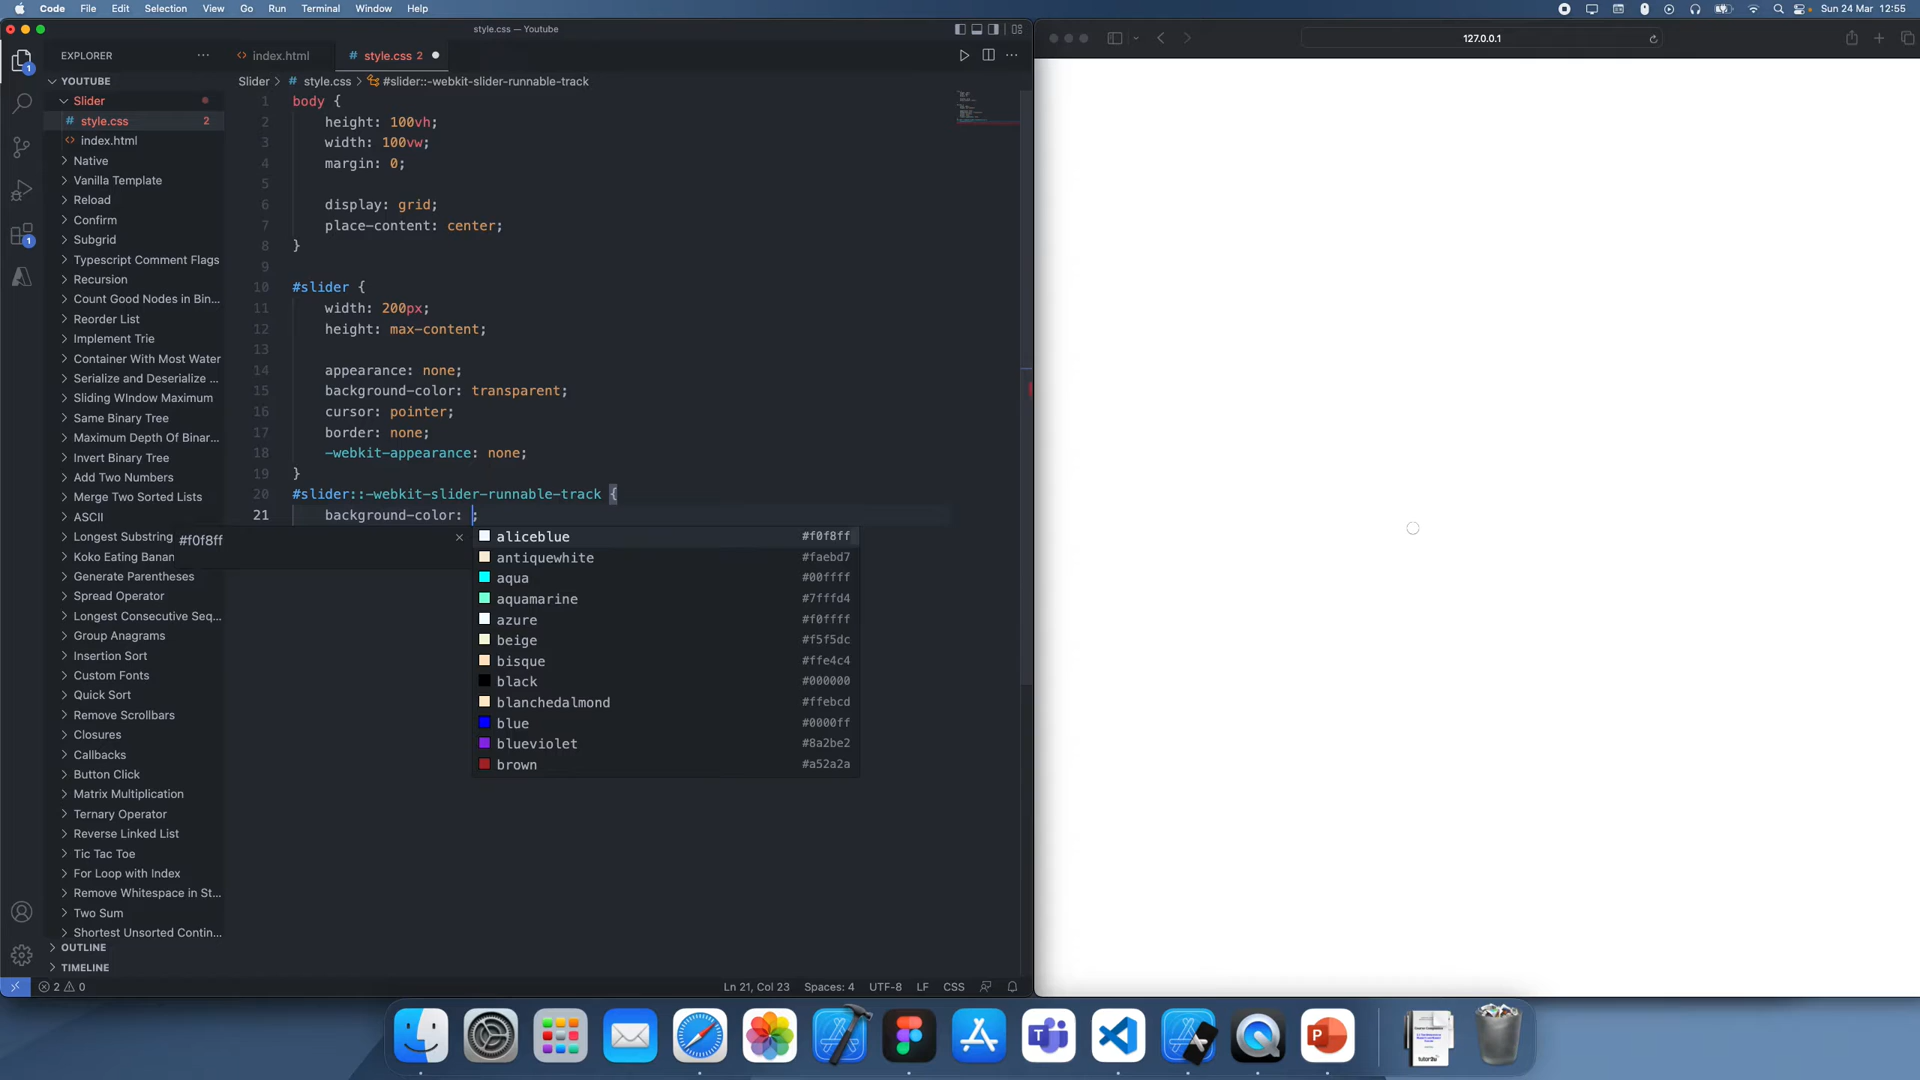 Code File Edit Selection View Go Run Terminal Window Help
Sun 24 Mar 12:55
style.css — Youtube
127.0.0.1
EXPLORER
index.html
# style.css 2
YOUTUBE
Slider > # style.css > #slider::-webkit-slider-runnable-track
Slider
style.css 2
index.html
Native
Vanilla Template
Reload
Confirm
Subgrid
Typescript Comment Flags
Recursion
Count Good Nodes in Bin...
Reorder List
Implement Trie
Container With Most Water
Serialize and Deserialize ...
Sliding WIndow Maximum
Same Binary Tree
Maximum Depth Of Binar...
Invert Binary Tree
Add Two Numbers
Merge Two Sorted Lists
ASCII
Longest Substring
Koko Eating Banan
Generate Parentheses
Spread Operator
Longest Consecutive Seq...
Group Anagrams
Insertion Sort
Custom Fonts
Quick Sort
Remove Scrollbars
Closures
Callbacks
Button Click
Matrix Multiplication
Ternary Operator
Reverse Linked List
Tic Tac Toe
For Loop with Index
Remove Whitespace in St...
Two Sum
Shortest Unsorted Contin...
OUTLINE
TIMELINE
1 body {
2 height: 100vh;
3 width: 100vw;
4 margin: 0;
5
6 display: grid;
7 place-content: center;
8 }
9
10 #slider {
11 width: 200px;
12 height: max-content;
13
14 appearance: none;
15 background-color: transparent;
16 cursor: pointer;
17 border: none;
18 -webkit-appearance: none;
19 }
20 #slider::-webkit-slider-runnable-track {
21 background-color: ;
#f0f8ff
aliceblue #f0f8ff
antiquewhite #faebd7
aqua #00ffff
aquamarine #7fffd4
azure #f0ffff
beige #f5f5dc
bisque #ffe4c4
black #000000
blanchedalmond #ffebcd
blue #0000ff
blueviolet #8a2be2
brown #a52a2a
1
1
2 0
Ln 21, Col 23 Spaces: 4 UTF-8 LF CSS
tutor2u